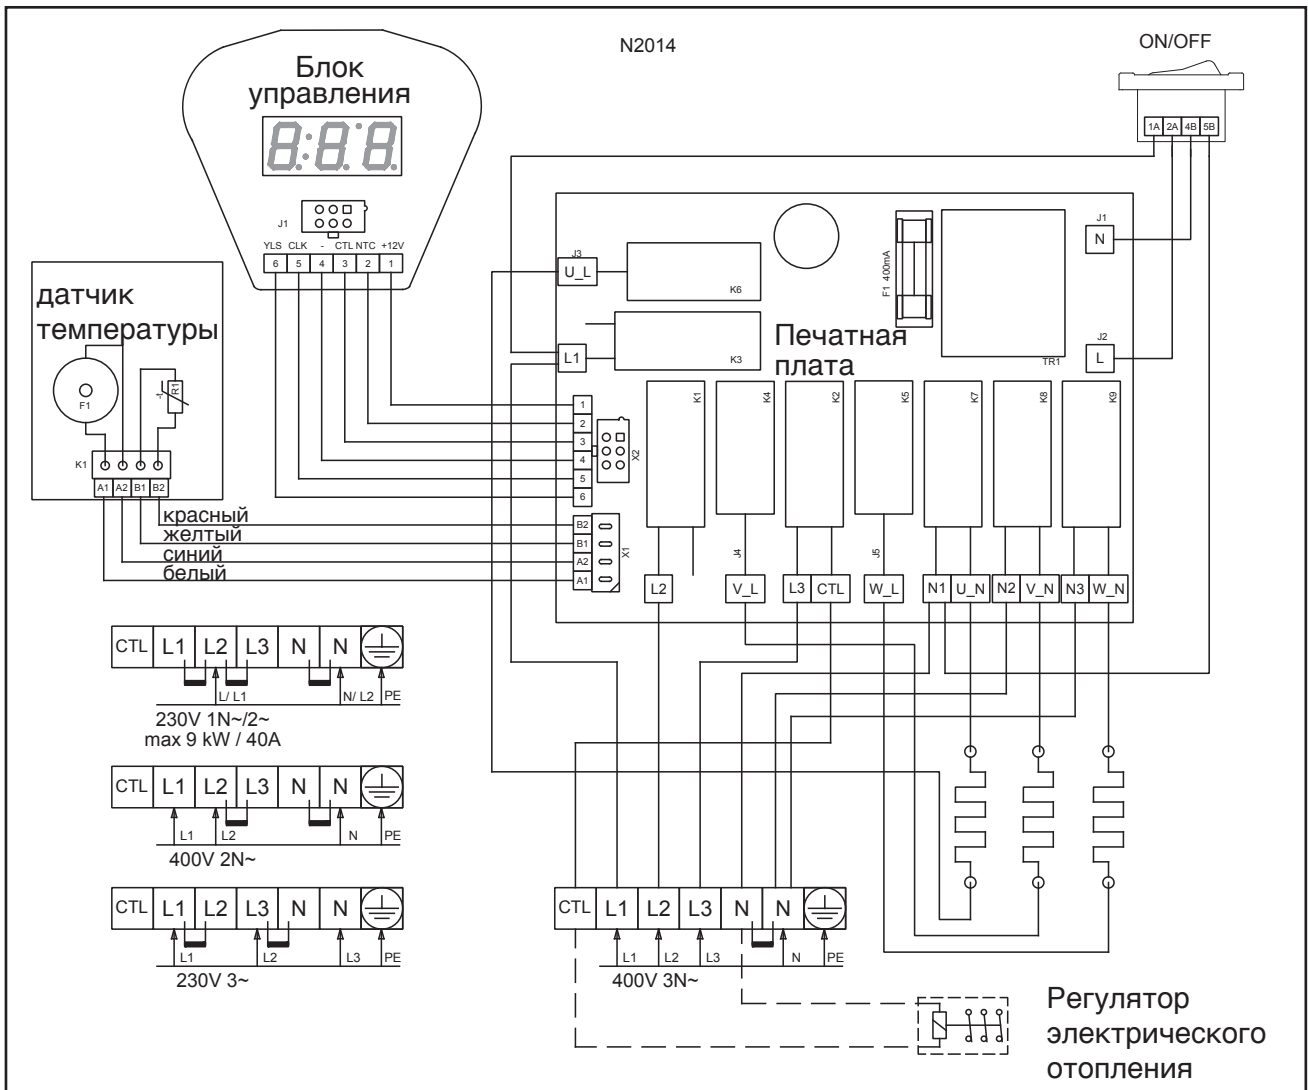 N2014
ON/OFF
Блок
управления
8:8.8
J1
YLS CLK - CTL NTC +12V
6 5 4 3 2 1
1A 2A 4B 5B
датчик
температуры
F1
-t
R1
K1
A1 A2 B1 B2
красный
желтый
синий
белый
J3
U_L
K6
L1
K3
Печатная
плата
F1 400mA
TR1
J1
N
J2
L
1
2
3
4
5
6
X2
B2
B1
A2
A1
X1
K1
K4
K2
K5
K7
K8
K9
J4
J5
L2 V_L L3 CTL W_L N1 U_N N2 V_N N3 W_N
CTL L1 L2 L3 N N
L/ L1 N/ L2 PE
230V 1N~/2~
max 9 kW / 40A
CTL L1 L2 L3 N N
L1 L2 N PE
400V 2N~
CTL L1 L2 L3 N N
L1 L2 L3 PE
230V 3~
CTL L1 L2 L3 N N
L1 L2 L3 N PE
400V 3N~
Регулятор
электрического
отопления